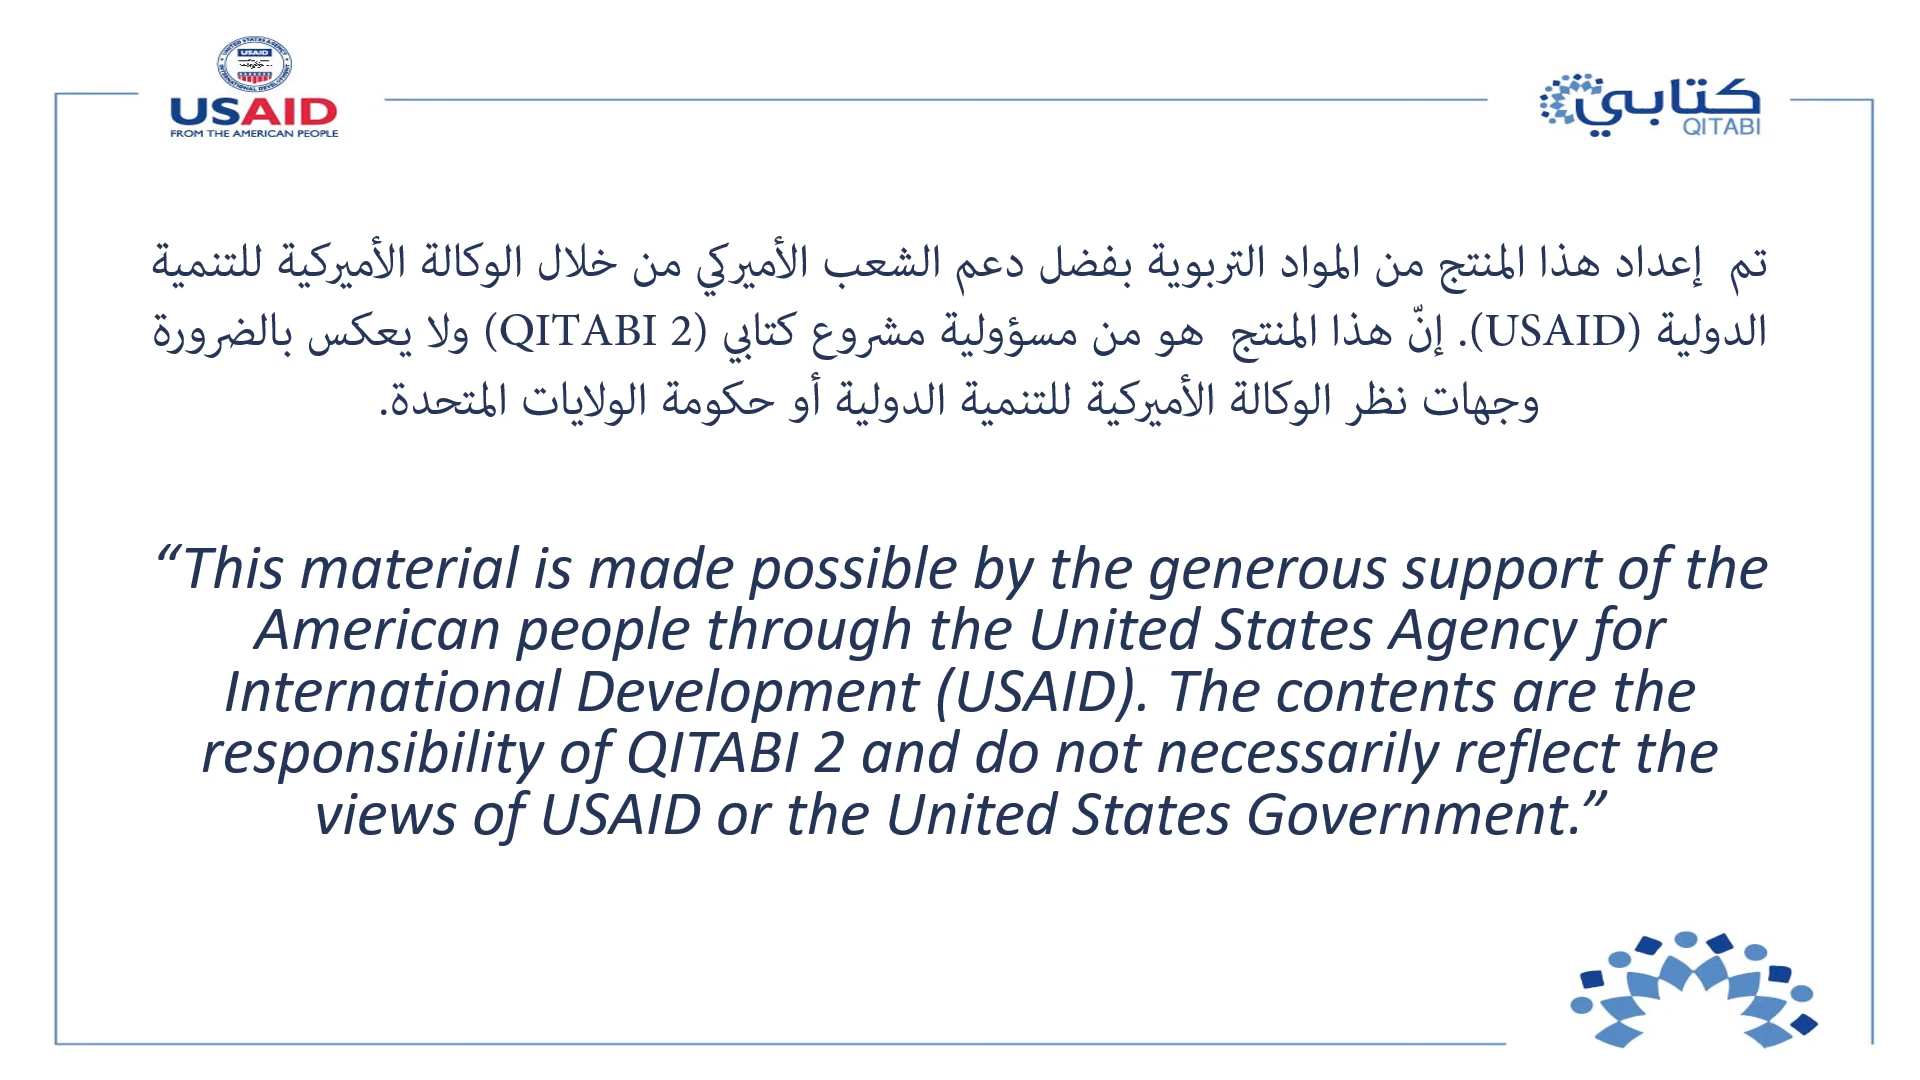 USAID
FROM THE AMERICAN PEOPLE
كتابي
QITABI
تم إعداد هذا المنتج من المواد التربوية بفضل دعم الشعب الأميركي من خلال الوكالة الأميركية للتنمية
الدولية (USAID). إنّ هذا المنتج هو من مسؤولية مشروع كتابي (QITABI 2) ولا يعكس بالضرورة
وجهات نظر الوكالة الأميركية للتنمية الدولية أو حكومة الولايات المتحدة.
“This material is made possible by the generous support of the
American people through the United States Agency for
International Development (USAID). The contents are the
responsibility of QITABI 2 and do not necessarily reflect the
views of USAID or the United States Government.”